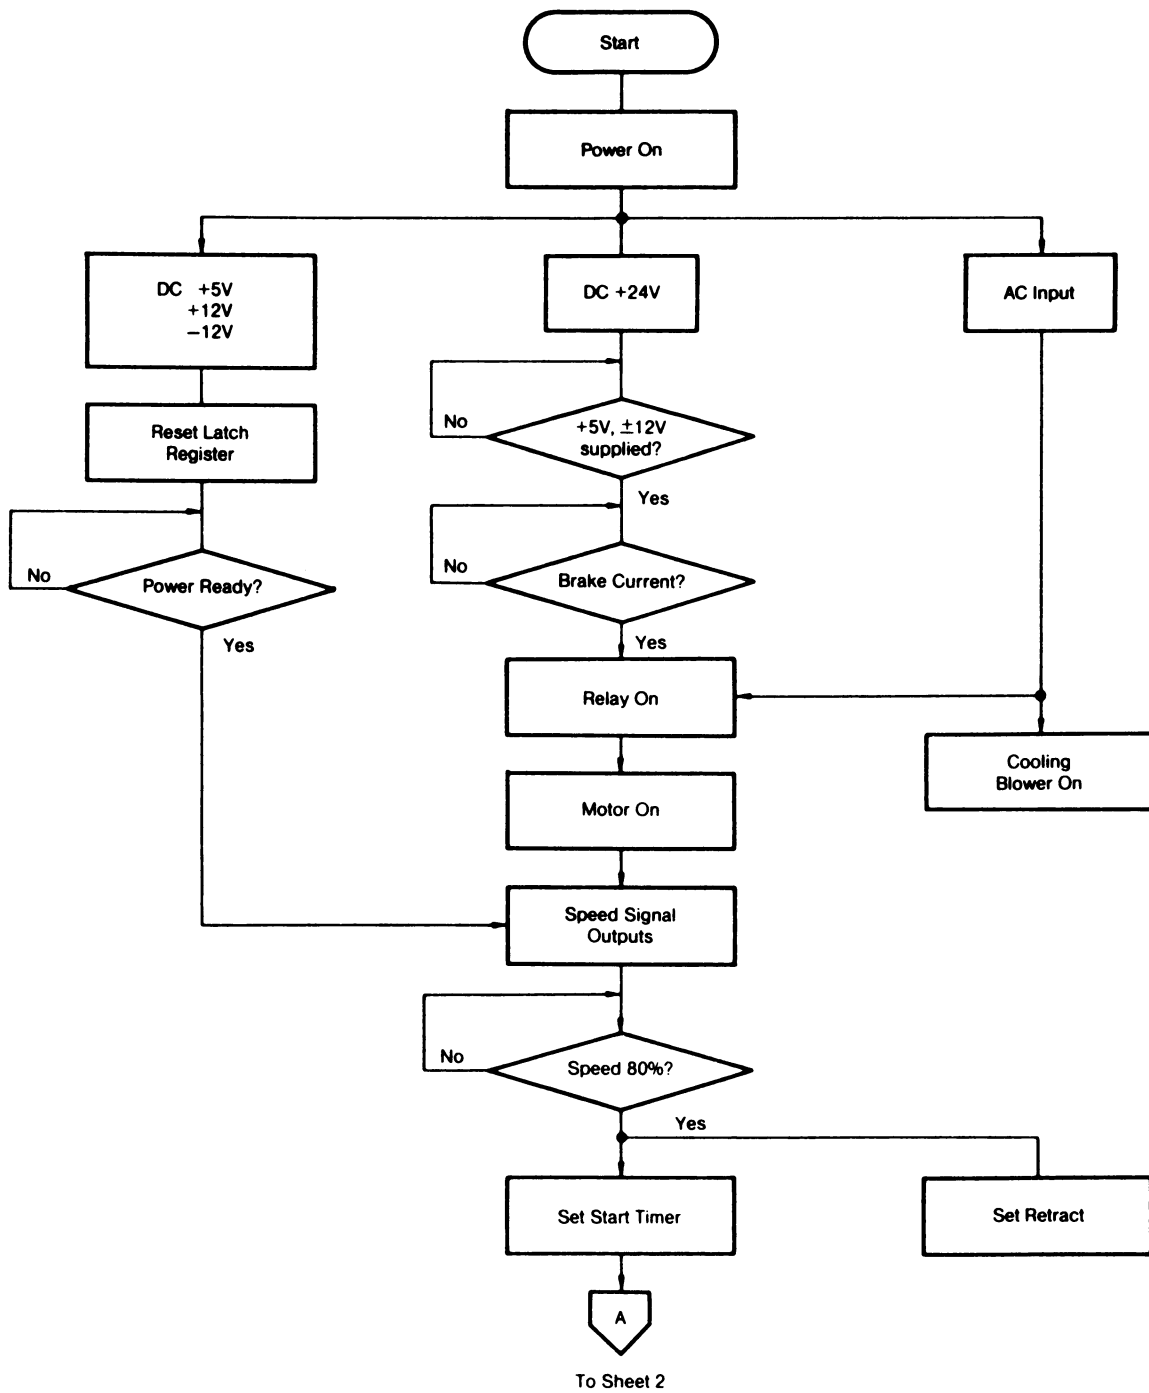 Start
Power On
DC +5V
+12V
−12V
DC +24V
AC Input
Reset Latch
Register
No
+5V, ±12V
supplied?
Yes
No
Power Ready?
Yes
No
Brake Current?
Yes
Relay On
Cooling
Blower On
Motor On
Speed Signal
Outputs
No
Speed 80%?
Yes
Set Start Timer
Set Retract
A
To Sheet 2